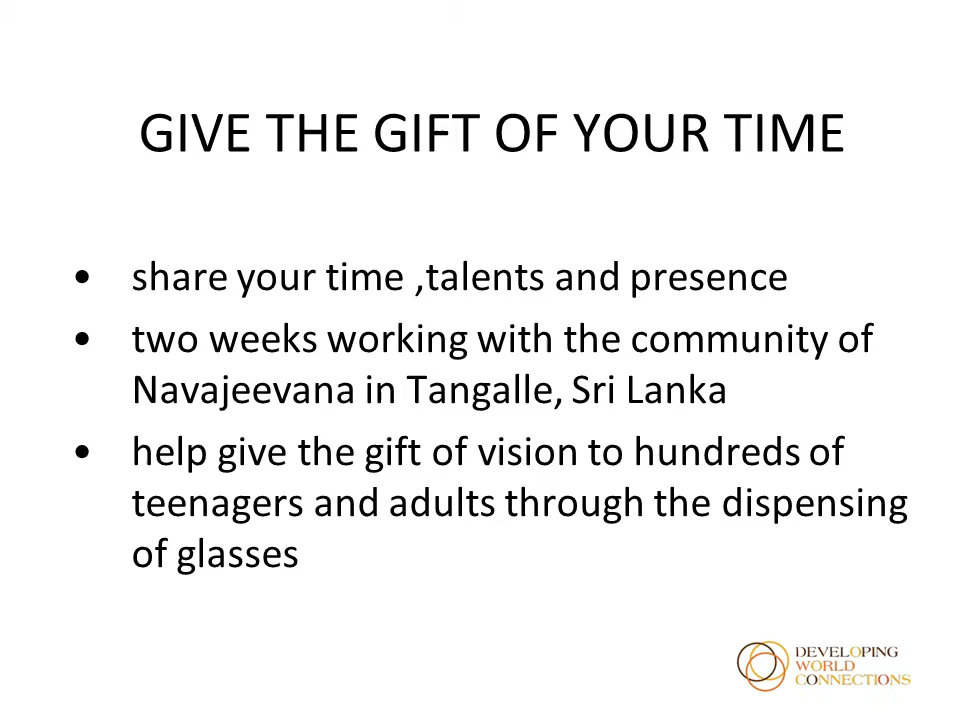 GIVE THE GIFT OF YOUR TIME
• share your time ,talents and presence
• two weeks working with the community of
Navajeevana in Tangalle, Sri Lanka
• help give the gift of vision to hundreds of
teenagers and adults through the dispensing
of glasses
DEVELOPING
WORLD
CONNECTIONS